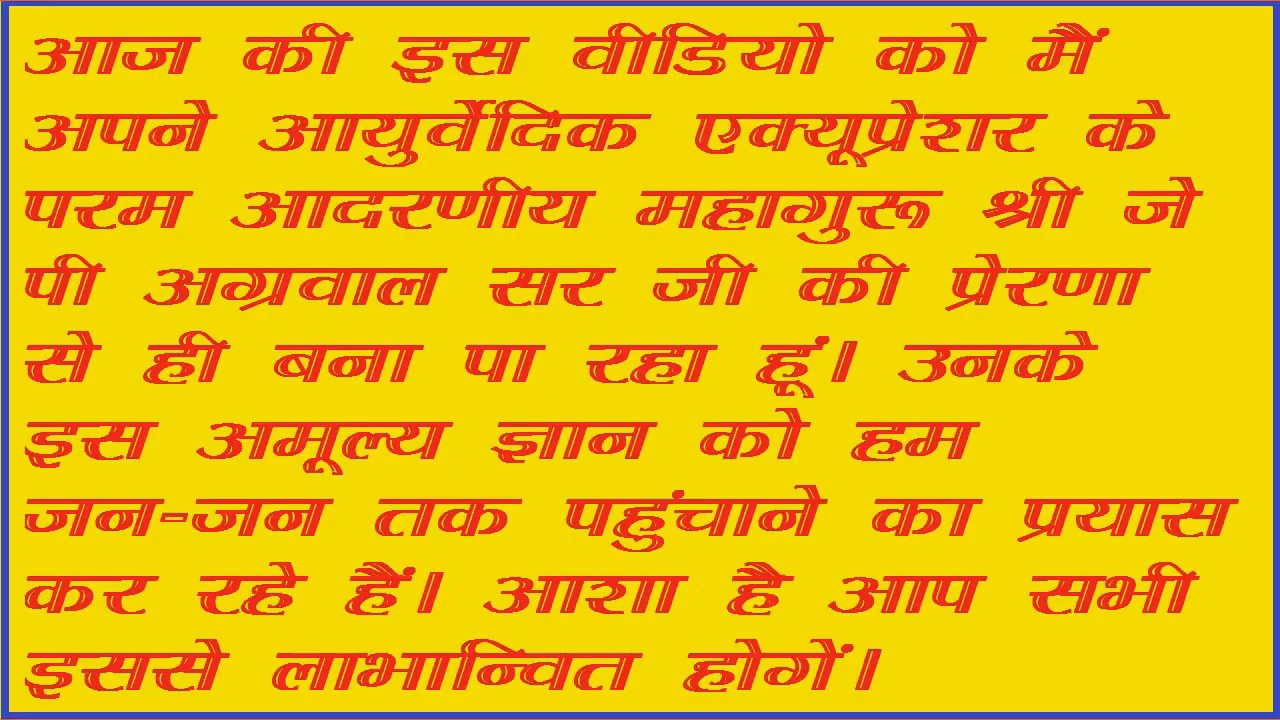 आज की इस वीडियो को मैं
अपने आयुर्वेदिक एक्यूप्रेशर के
परम आदरणीय महागुरू श्री जे
पी अग्रवाल सर जी की प्रेरणा
से ही बना पा रहा हूं। उनके
इस अमूल्य ज्ञान को हम
जन-जन तक पहुंचाने का प्रयास
कर रहे हैं। आशा है आप सभी
इससे लाभान्वित होगें।